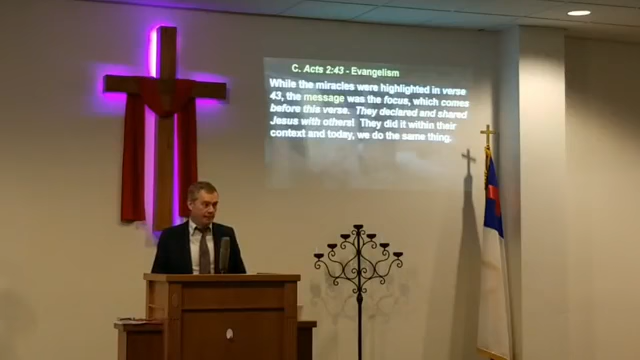 C. Acts 2:43 - Evangelism
While the miracles were highlighted in verse
43, the message was the focus, which comes
before this verse. They declared and shared
Jesus with others! They did it within their
context and today, we do the same thing.